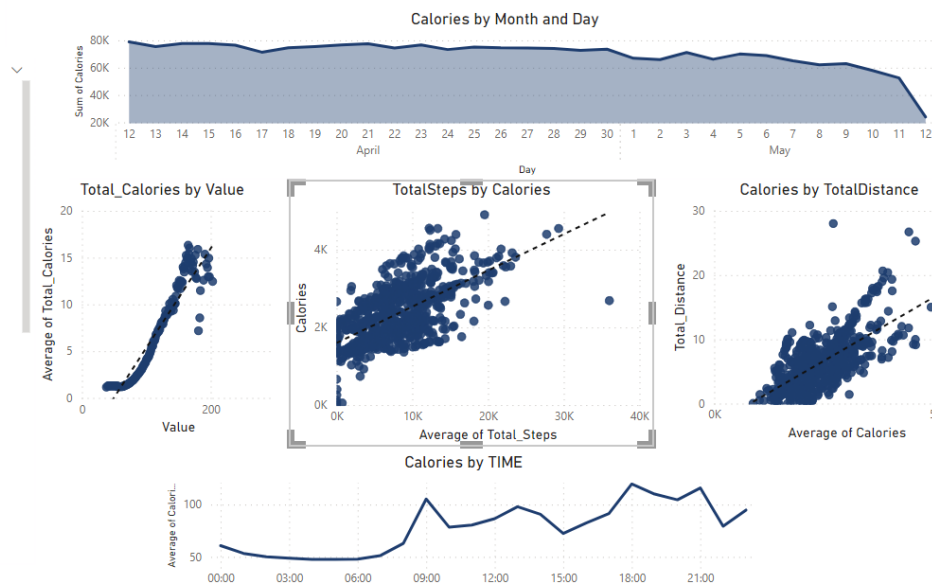 Calories by Month and Day
Sum of Calories
80K
60K
40K
20K
12 13 14 15 16 17 18 19 20 21 22 23 24 25 26 27 28 29 30 1 2 3 4 5 6 7 8 9 10 11 12
April May
Day
Total_Calories by Value
Average of Total_Calories
20
15
10
5
0
0 200
Value
TotalSteps by Calories
Calories
4K
2K
0K
0K 10K 20K 30K 40K
Average of Total_Steps
Calories by TotalDistance
Total_Distance
30
20
10
0
0K 5
Average of Calories
Calories by TIME
Average of Calori...
100
50
00:00 03:00 06:00 09:00 12:00 15:00 18:00 21:00